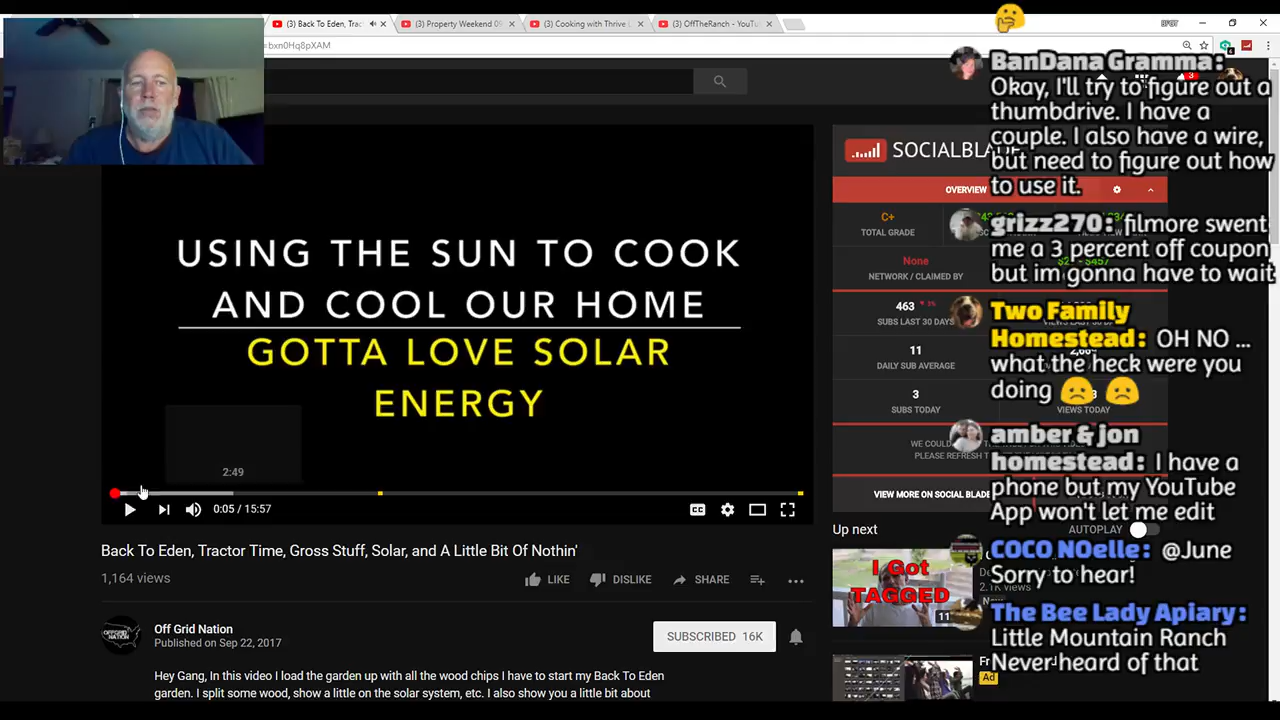 (3) Back To Eden, Tract
(3) Property Weekend 09
(3) Cooking with Thrive L
(3) OffTheRanch - YouTu
=bxn0Hq8pXAM
BanDana Gramma:
Okay, I'll try to figure out a
thumbdrive. I have a
couple. I also have a wire,
but need to figure out how
to use it.
SOCIALBLADE
OVERVIEW
C+
TOTAL GRADE
grizz270: filmore swent
me a 3 percent off coupon
but im gonna have to wait
None
NETWORK / CLAIMED BY
463
SUBS LAST 30 DAYS
11
DAILY SUB AVERAGE
3
SUBS TODAY
VIEWS TODAY
Two Family
Homestead: OH NO ...
what the heck were you
doing
USING THE SUN TO COOK
AND COOL OUR HOME
GOTTA LOVE SOLAR
ENERGY
2:49
0:05 / 15:57
CC
amber & jon
homestead: I have a
phone but my YouTube
App won't let me edit
VIEW MORE ON SOCIAL BLADE
Up next
AUTOPLAY
COCO NOelle: @June
Sorry to hear!
I Got
TAGGED
11
The Bee Lady Apiary:
Little Mountain Ranch
Never heard of that
Ad
Back To Eden, Tractor Time, Gross Stuff, Solar, and A Little Bit Of Nothin'
1,164 views
LIKE
DISLIKE
SHARE
Off Grid Nation
Published on Sep 22, 2017
SUBSCRIBED 16K
Hey Gang, In this video I load the garden up with all the wood chips I have to start my Back To Eden
garden. I split some wood, show a little on the solar system, etc. I also show you a little bit about